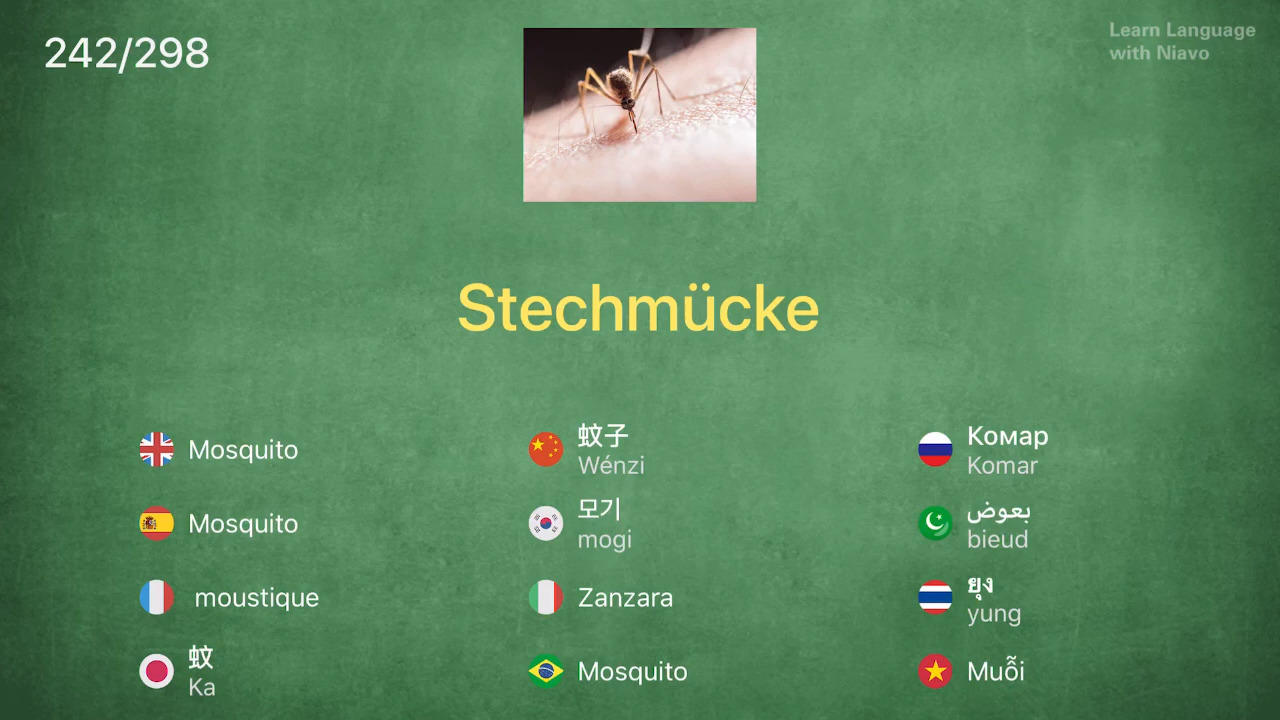 242/298
Learn Language
with Niavo
Stechmücke
Mosquito
Mosquito
moustique
蚊
Ka
蚊子
Wénzi
모기
mogi
Zanzara
Mosquito
Комар
Komar
بعوض
bieud
ยุง
yung
Muỗi